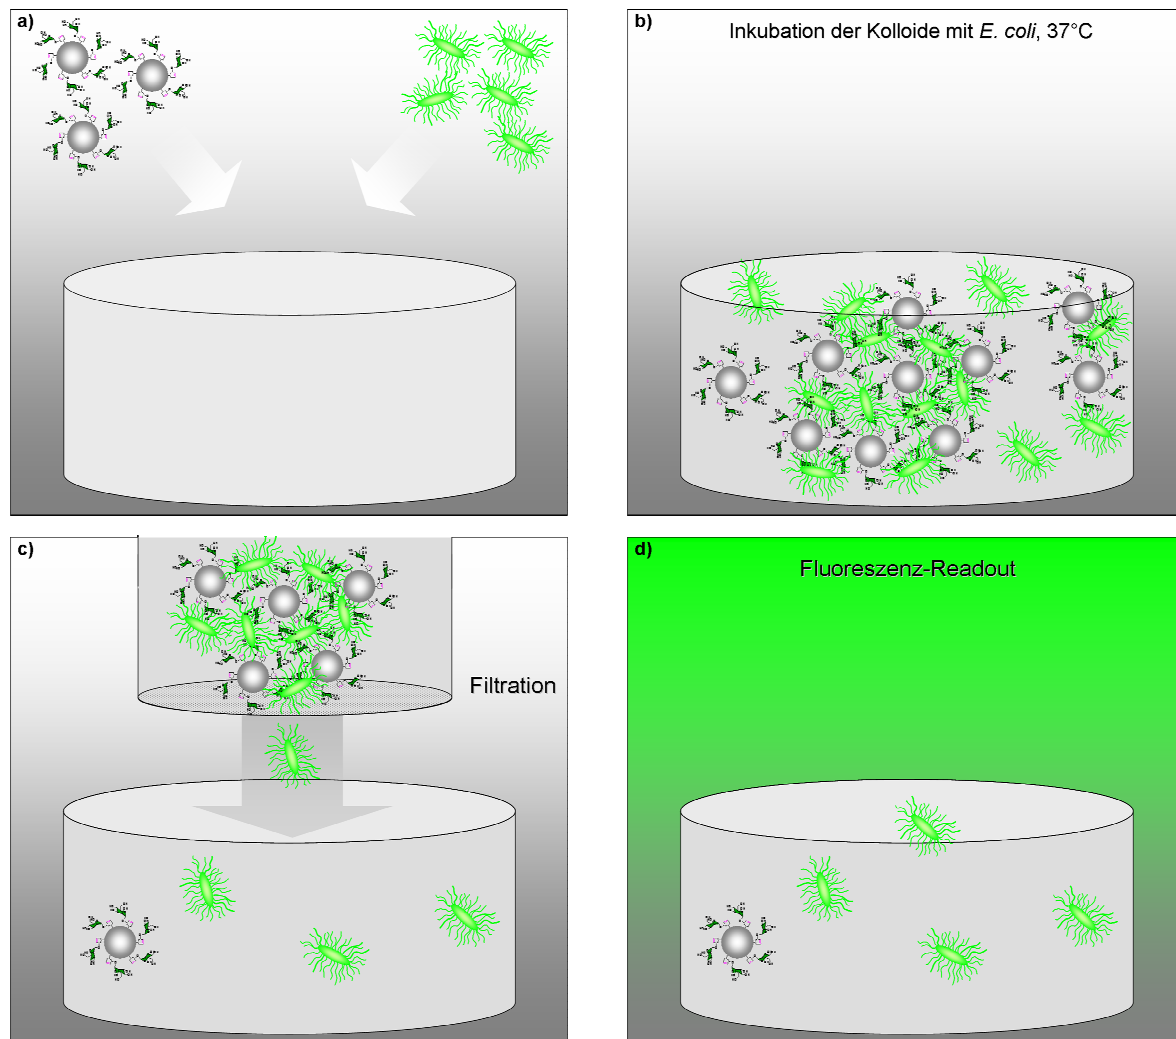 a)
b)
Inkubation der Kolloide mit E. coli, 37°C
c)
Filtration
d)
Fluoreszenz-Readout